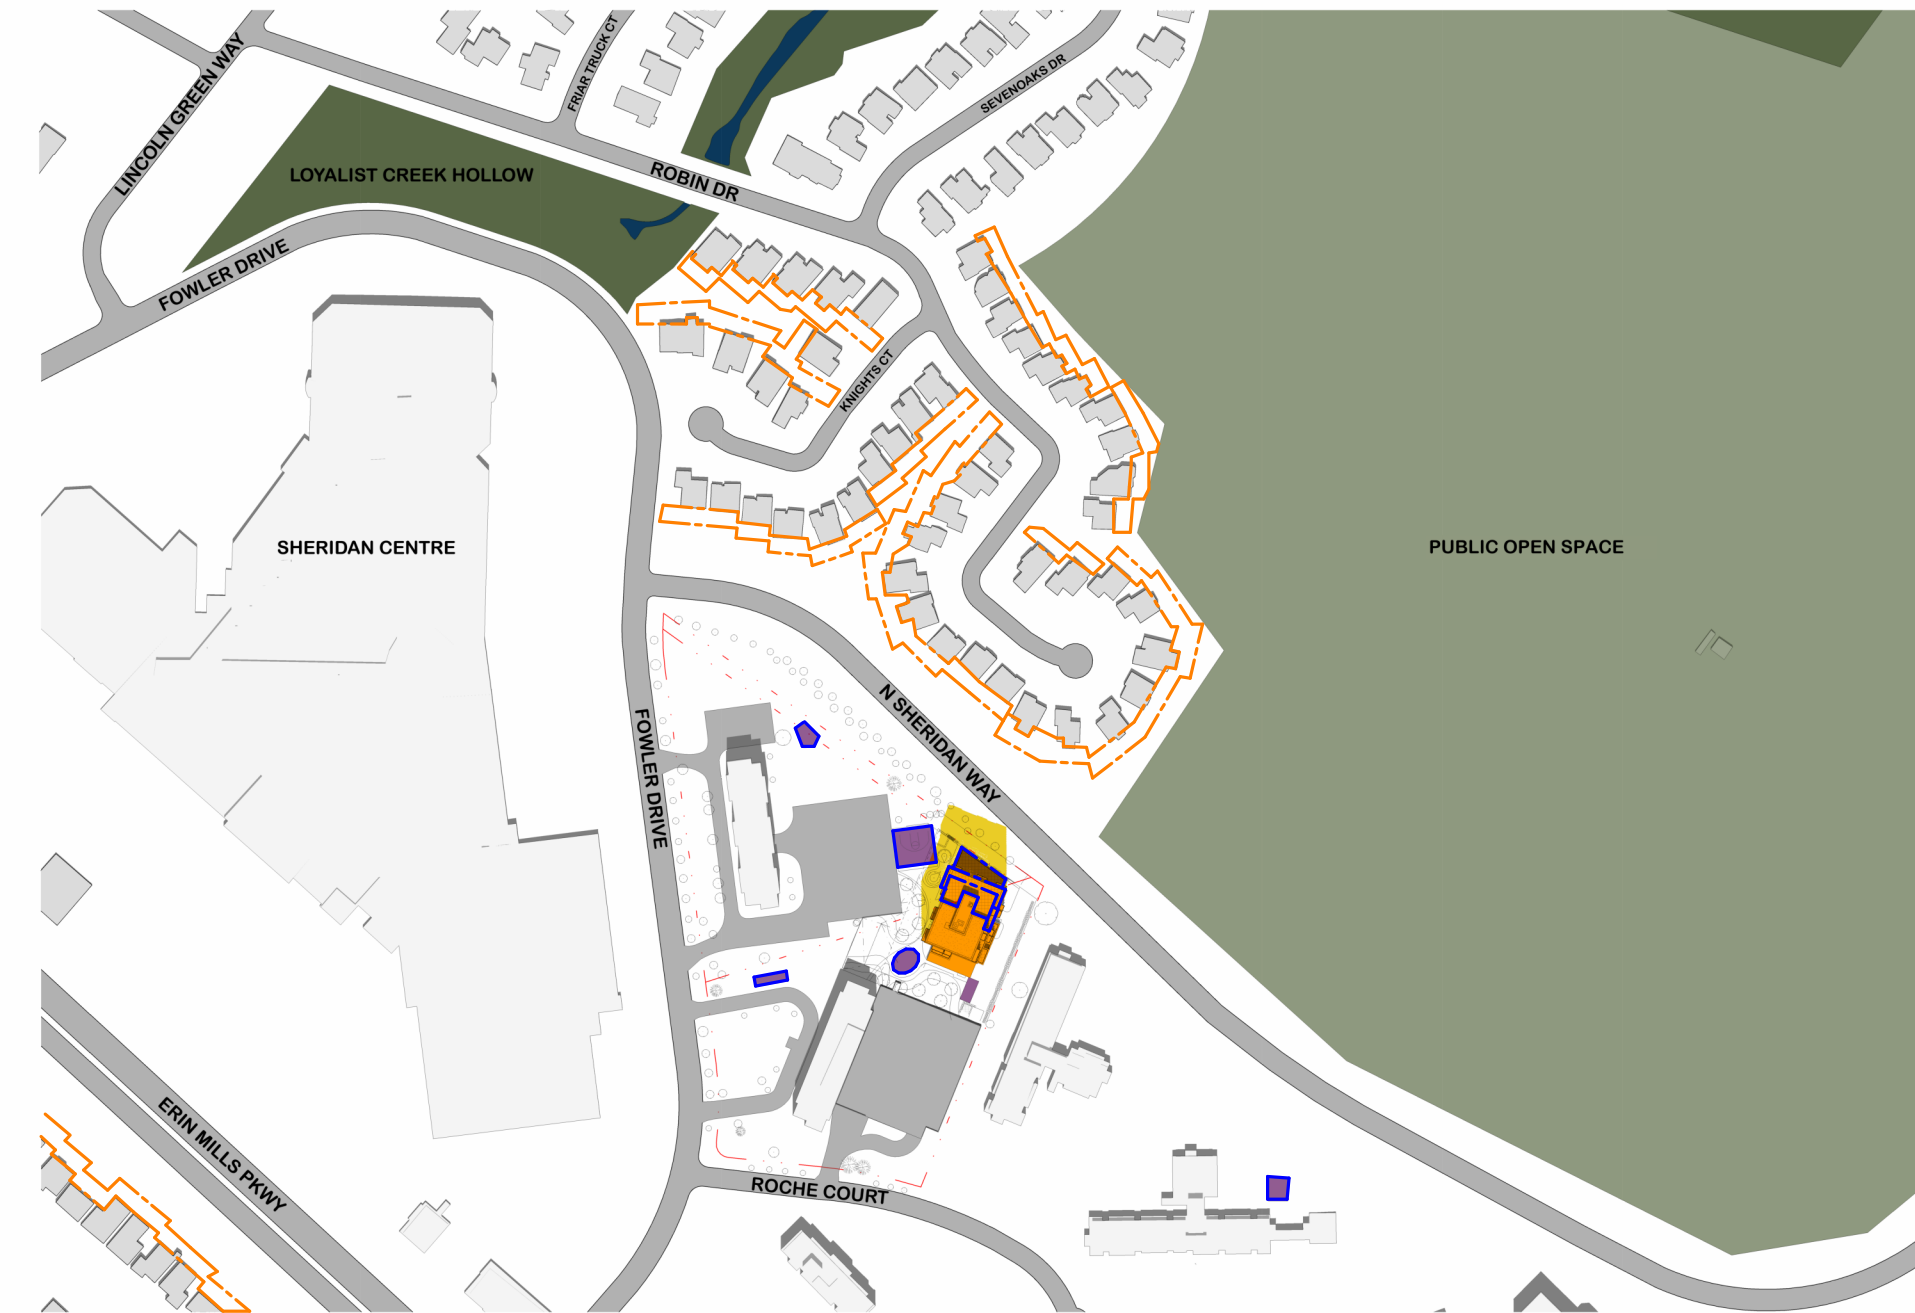 FRIAR TRUCK CT
LINCOLN GREEN WAY
SEVENOAKS DR
LOYALIST CREEK HOLLOW
ROBIN DR
FOWLER DRIVE
KNIGHTS CT
SHERIDAN CENTRE
PUBLIC OPEN SPACE
N SHERIDAN WAY
FOWLER DRIVE
ERIN MILLS PKWY
ROCHE COURT